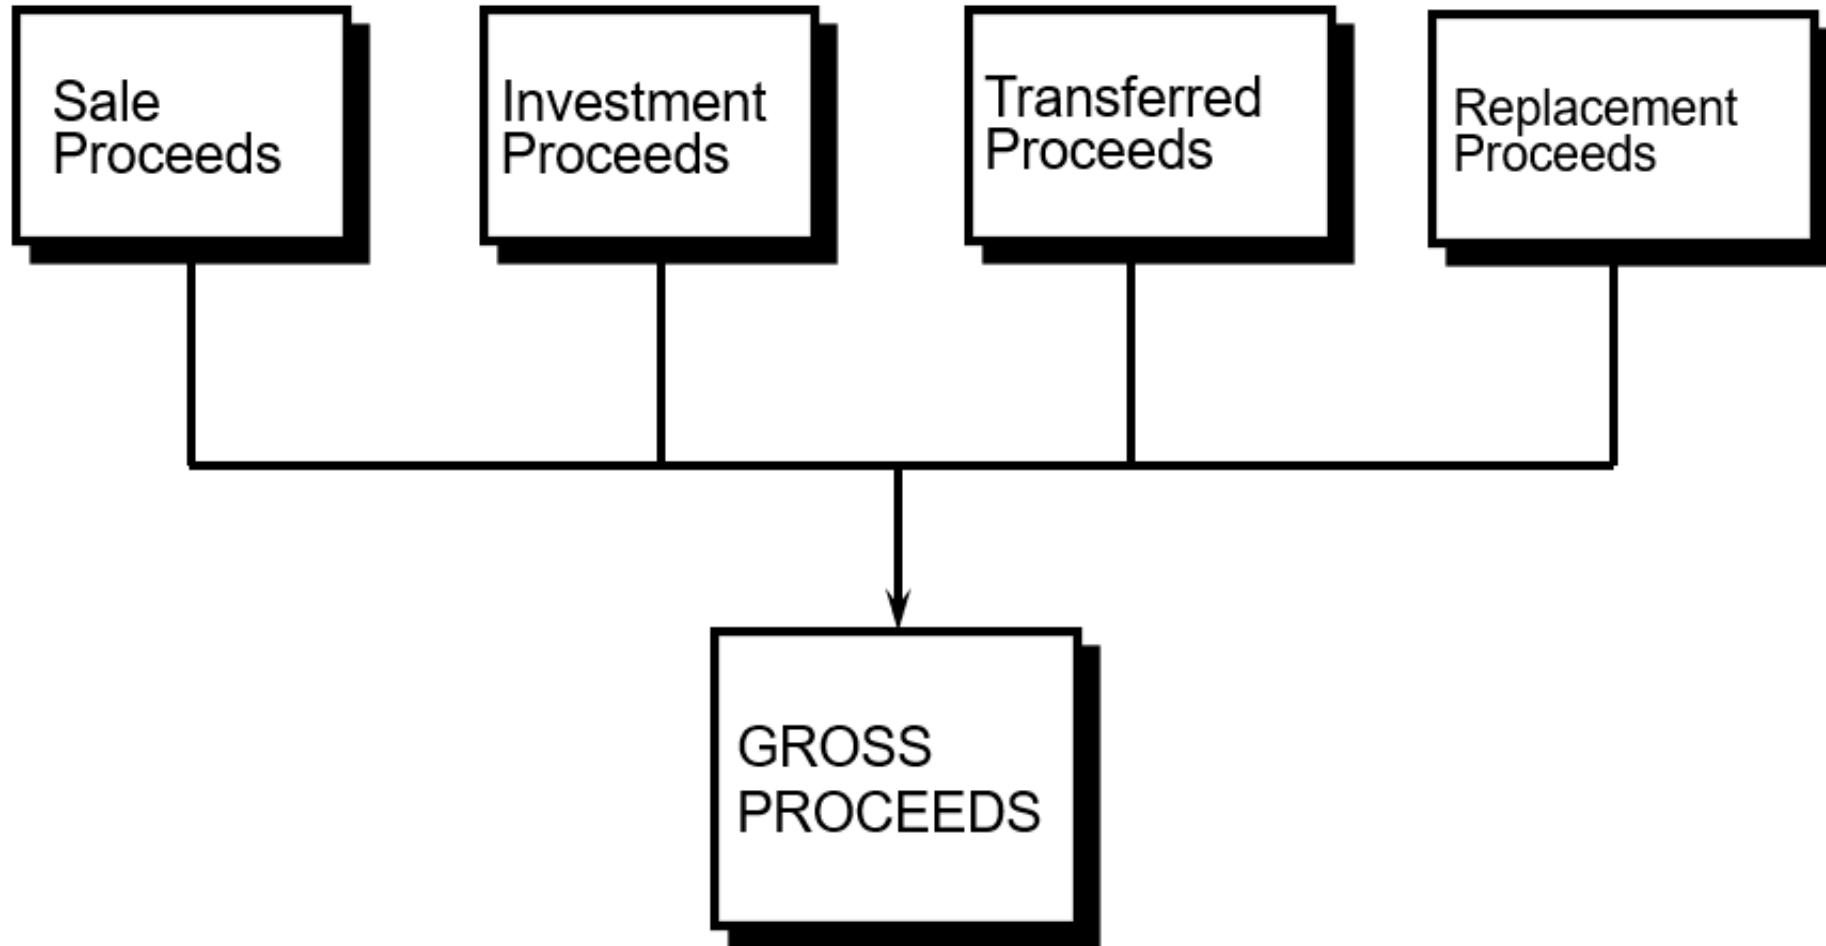 Sale
Proceeds
Investment
Proceeds
Transferred
Proceeds
Replacement
Proceeds
GROSS
PROCEEDS